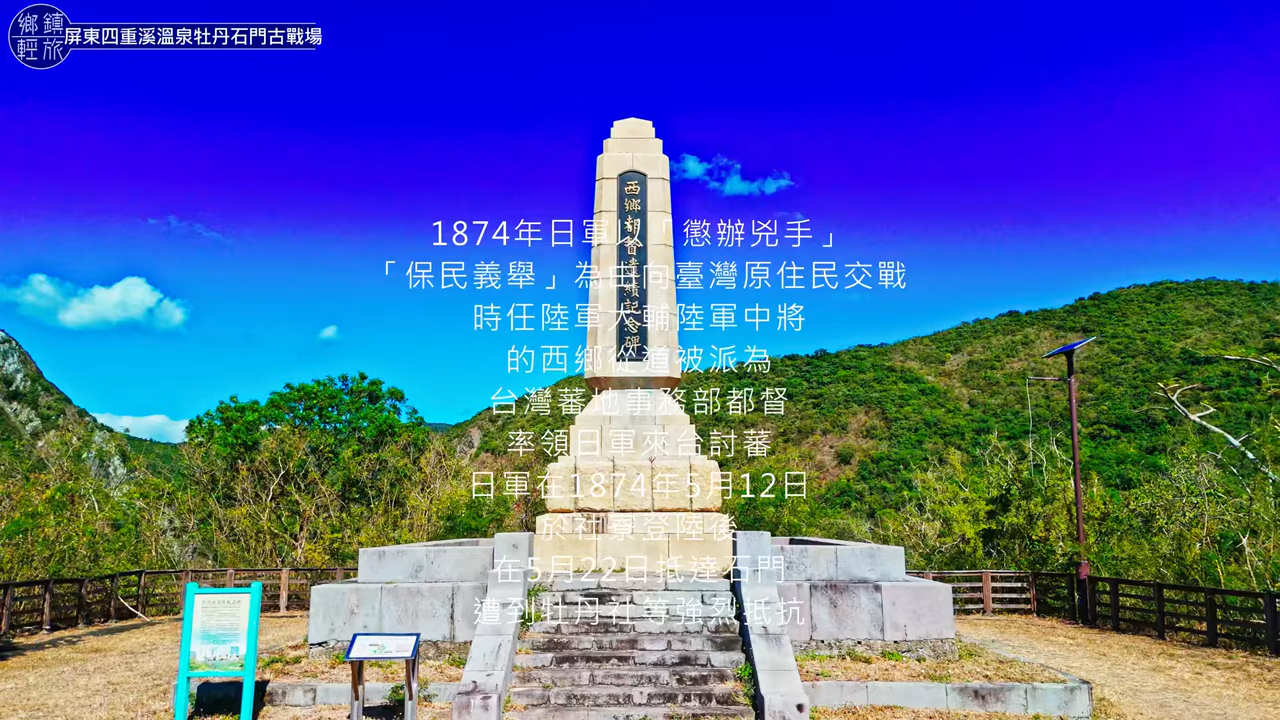 鄉鎮
輕旅
屏東四重溪溫泉牡丹石門古戰場
西鄉都督遺績記念碑
1874年日軍以「懲辦兇手」
「保民義舉」為由向臺灣原住民交戰
時任陸軍大輔陸軍中將
的西鄉從道被派為
台灣蕃地事務部都督
率領日軍來台討蕃
日軍在1874年5月12日
於社寮登陸後
在5月22日抵達石門
遭到牡丹社等強烈抵抗